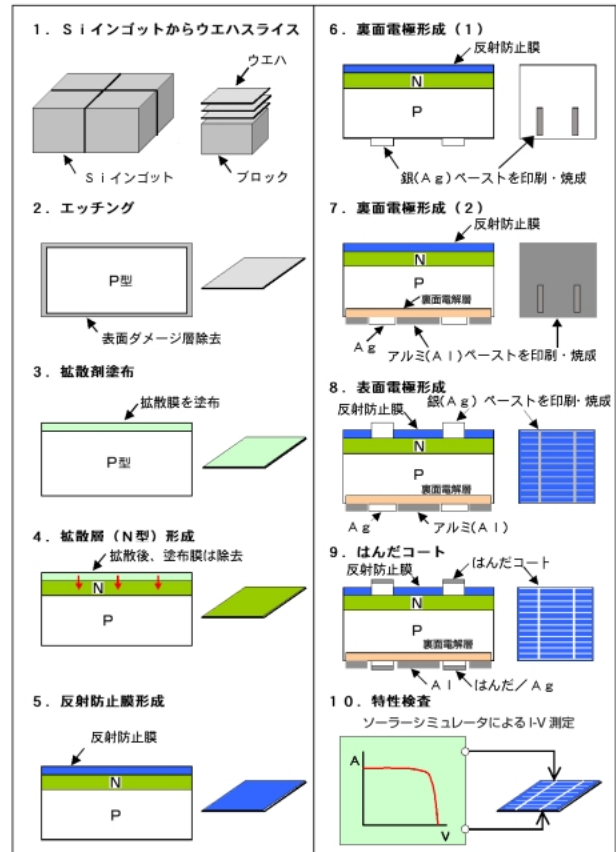 1．Ｓｉインゴットからウエハスライス
ウエハ
Ｓｉインゴット
ブロック
2．エッチング
P型
表面ダメージ層除去
3．拡散剤塗布
拡散膜を塗布
P型
4．拡散層（Ｎ型）形成
拡散後、塗布膜は除去
N
P
5．反射防止膜形成
反射防止膜
N
P
6．裏面電極形成（1）
反射防止膜
N
P
銀(Ａｇ)ペーストを印刷・焼成
7．裏面電極形成（2）
反射防止膜
N
P
裏面電解層
Ａｇ
アルミ(Ａｌ)ペーストを印刷・焼成
8．表面電極形成
銀(Ａg)ペーストを印刷・焼成
反射防止膜
N
P
裏面電解層
Ａｇ
アルミ(Ａｌ)
9．はんだコート
反射防止膜
はんだコート
N
P
裏面電解層
Ａｌ
はんだ／Ａｇ
10．特性検査
ソーラーシミュレータによる I-V 測定
A
V